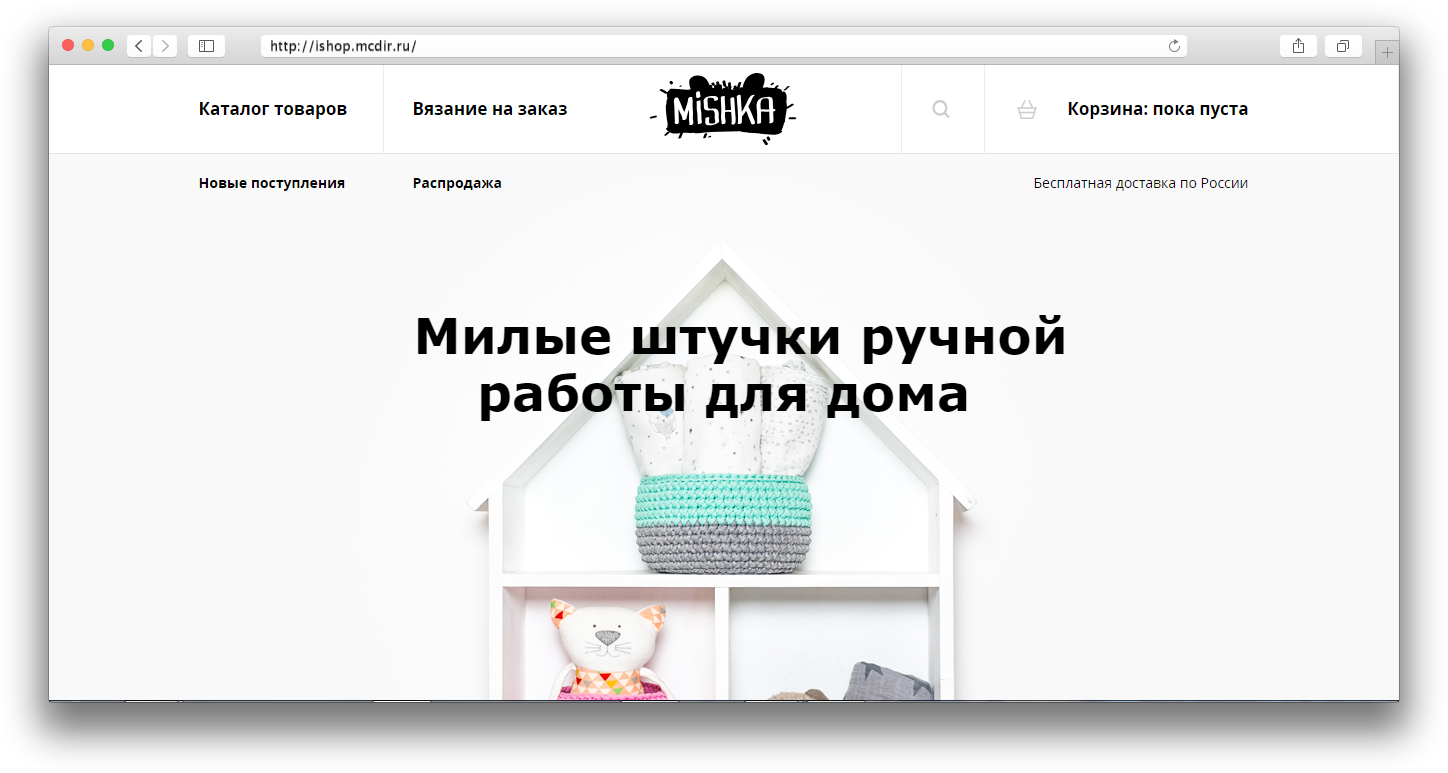 http://ishop.mcdir.ru/
Каталог товаров
Вязание на заказ
MiSHKA
Корзина: пока пуста
Новые поступления
Распродажа
Бесплатная доставка по России
Милые штучки ручной
работы для дома